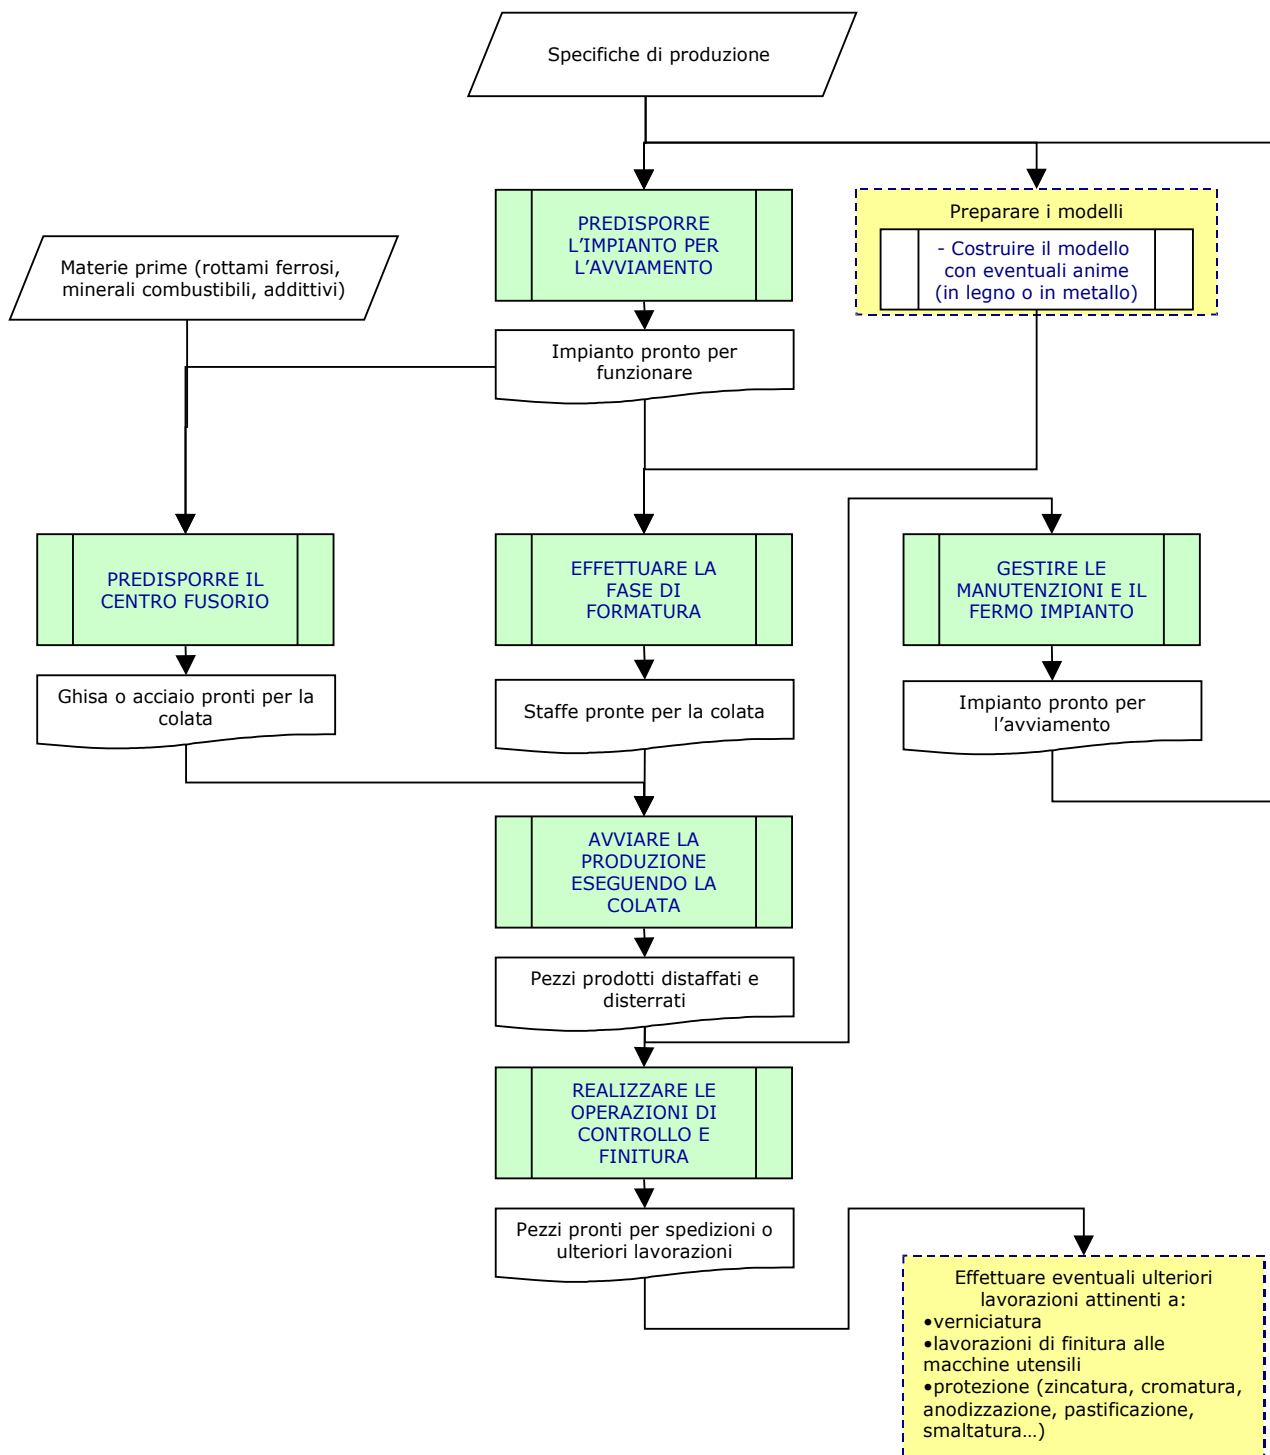 Specifiche di produzione
PREDISPORRE
L’IMPIANTO PER
L’AVVIAMENTO
Preparare i modelli
- Costruire il modello
con eventuali anime
(in legno o in metallo)
Materie prime (rottami ferrosi,
minerali combustibili, addittivi)
Impianto pronto per
funzionare
PREDISPORRE IL
CENTRO FUSORIO
EFFETTUARE LA
FASE DI
FORMATURA
GESTIRE LE
MANUTENZIONI E IL
FERMO IMPIANTO
Ghisa o acciaio pronti per la
colata
Staffe pronte per la colata
Impianto pronto per
l’avviamento
AVVIARE LA
PRODUZIONE
ESEGUENDO LA
COLATA
Pezzi prodotti distaffati e
disterrati
REALIZZARE LE
OPERAZIONI DI
CONTROLLO E
FINITURA
Pezzi pronti per spedizioni o
ulteriori lavorazioni
Effettuare eventuali ulteriori
lavorazioni attinenti a:
•verniciatura
•lavorazioni di finitura alle
macchine utensili
•protezione (zincatura, cromatura,
anodizzazione, pastificazione,
smaltatura…)